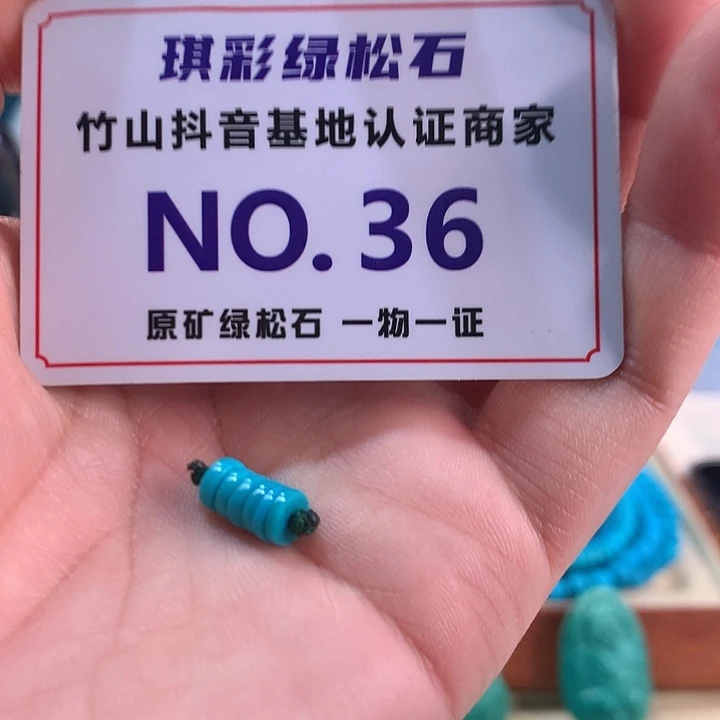 琪彩绿松石
竹山抖音基地认证商家
NO. 36
原矿绿松石 一物一证